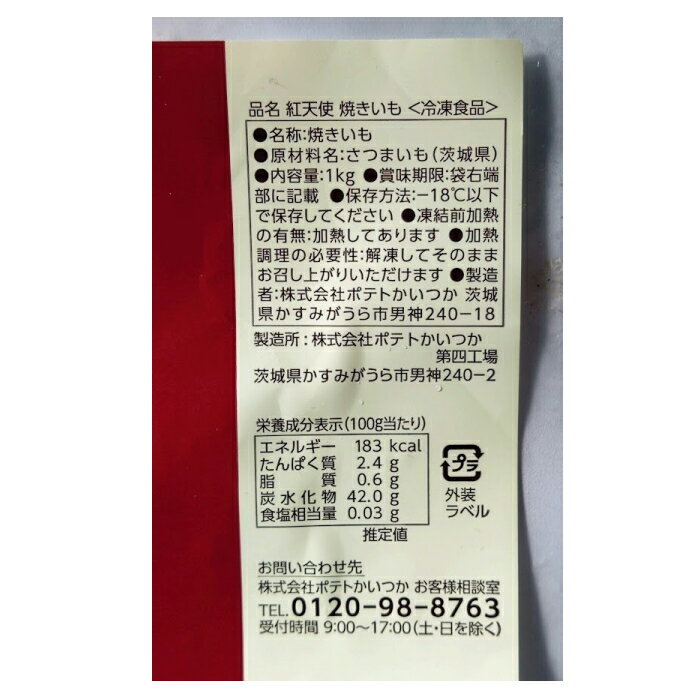 品名 紅天使 焼きいも <冷凍食品>
●名称:焼きいも
●原材料名:さつまいも(茨城県)
●内容量:1kg ●賞味期限:袋右端
部に記載 ●保存方法:−18℃以下
で保存してください ●凍結前加熱
の有無:加熱してあります ●加熱
調理の必要性:解凍してそのまま
お召し上がりいただけます ●製造
者:株式会社ポテトかいつか 茨城
県かすみがうら市男神240-18
製造所:株式会社ポテトかいつか
第四工場
茨城県かすみがうら市男神240-2
栄養成分表示(100g当たり)
エネルギー 183 kcal
たんぱく質 2.4 g
脂質 0.6 g
炭水化物 42.0 g
食塩相当量 0.03 g
推定値
プラ
外装
ラベル
お問い合わせ先
株式会社ポテトかいつか お客様相談室
TEL.0120-98-8763
受付時間 9:00~17:00(土・日を除く)